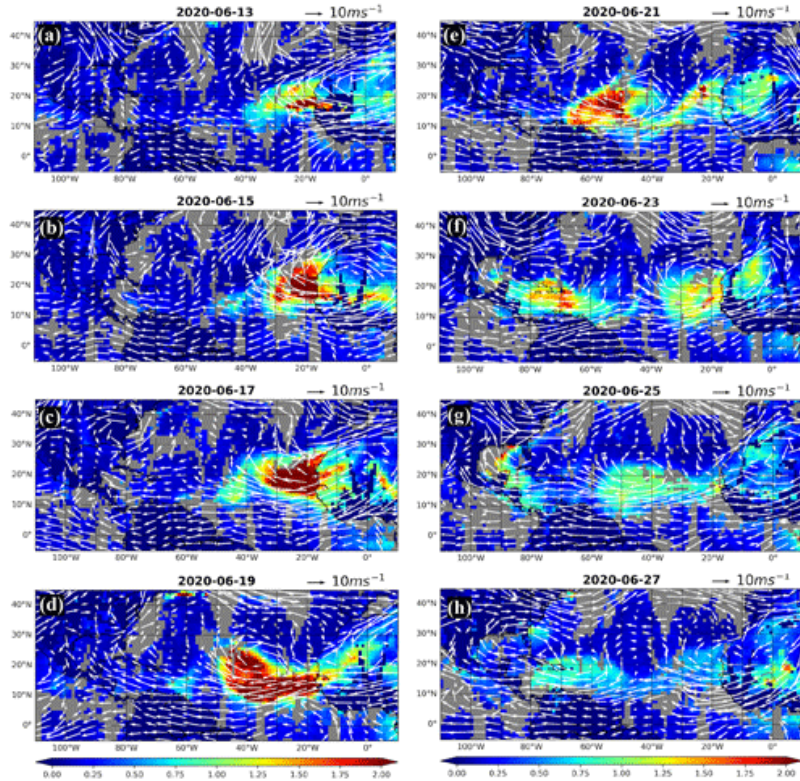 2020-06-13 → 10ms⁻¹
(a)
40°N
30°N
20°N
10°N
0°
100°W 80°W 60°W 40°W 20°W 0°
2020-06-15 → 10ms⁻¹
(b)
40°N
30°N
20°N
10°N
0°
100°W 80°W 60°W 40°W 20°W 0°
2020-06-17 → 10ms⁻¹
(c)
40°N
30°N
20°N
10°N
0°
100°W 80°W 60°W 40°W 20°W 0°
2020-06-19 → 10ms⁻¹
(d)
40°N
30°N
20°N
10°N
0°
100°W 80°W 60°W 40°W 20°W 0°
0.00 0.25 0.50 0.75 1.00 1.25 1.50 1.75 2.00
2020-06-21 → 10ms⁻¹
(e)
40°N
30°N
20°N
10°N
0°
100°W 80°W 60°W 40°W 20°W 0°
2020-06-23 → 10ms⁻¹
(f)
40°N
30°N
20°N
10°N
0°
100°W 80°W 60°W 40°W 20°W 0°
2020-06-25 → 10ms⁻¹
(g)
40°N
30°N
20°N
10°N
0°
100°W 80°W 60°W 40°W 20°W 0°
2020-06-27 → 10ms⁻¹
(h)
40°N
30°N
20°N
10°N
0°
100°W 80°W 60°W 40°W 20°W 0°
0.00 0.25 0.50 0.75 1.00 1.25 1.50 1.75 2.00